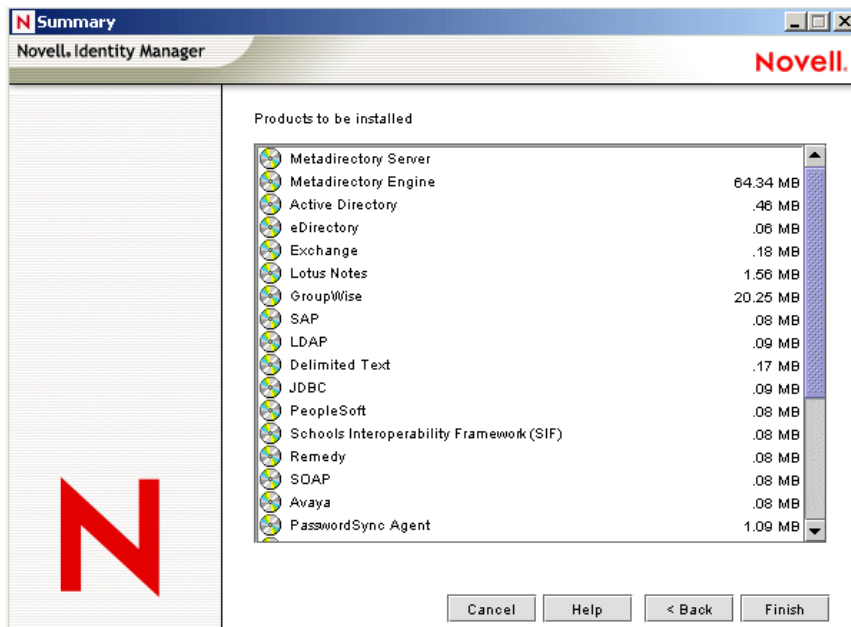 Summary
Novell. Identity Manager
Novell.
Products to be installed
Metadirectory Server
Metadirectory Engine 64.34 MB
Active Directory .46 MB
eDirectory .06 MB
Exchange .18 MB
Lotus Notes 1.56 MB
GroupWise 20.25 MB
SAP .08 MB
LDAP .09 MB
Delimited Text .17 MB
JDBC .09 MB
PeopleSoft .08 MB
Schools Interoperability Framework (SIF) .08 MB
Remedy .08 MB
SOAP .08 MB
Avaya .08 MB
PasswordSync Agent 1.09 MB
N
Cancel Help < Back Finish